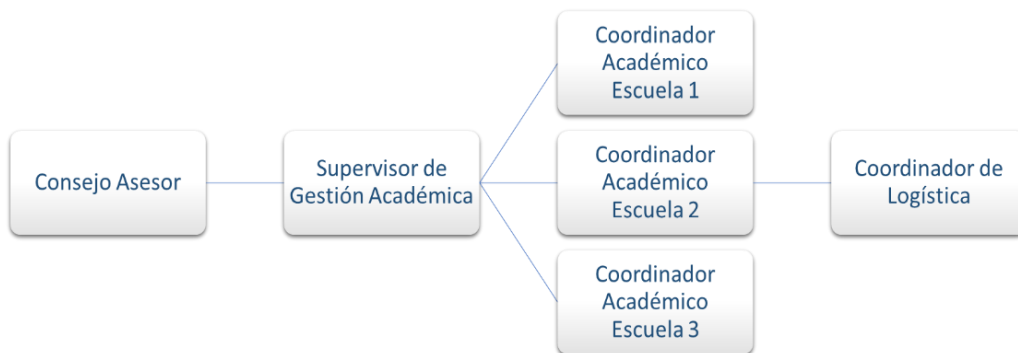 Consejo Asesor
Supervisor de
Gestión Académica
Coordinador
Académico
Escuela 1
Coordinador
Académico
Escuela 2
Coordinador
Académico
Escuela 3
Coordinador de
Logística